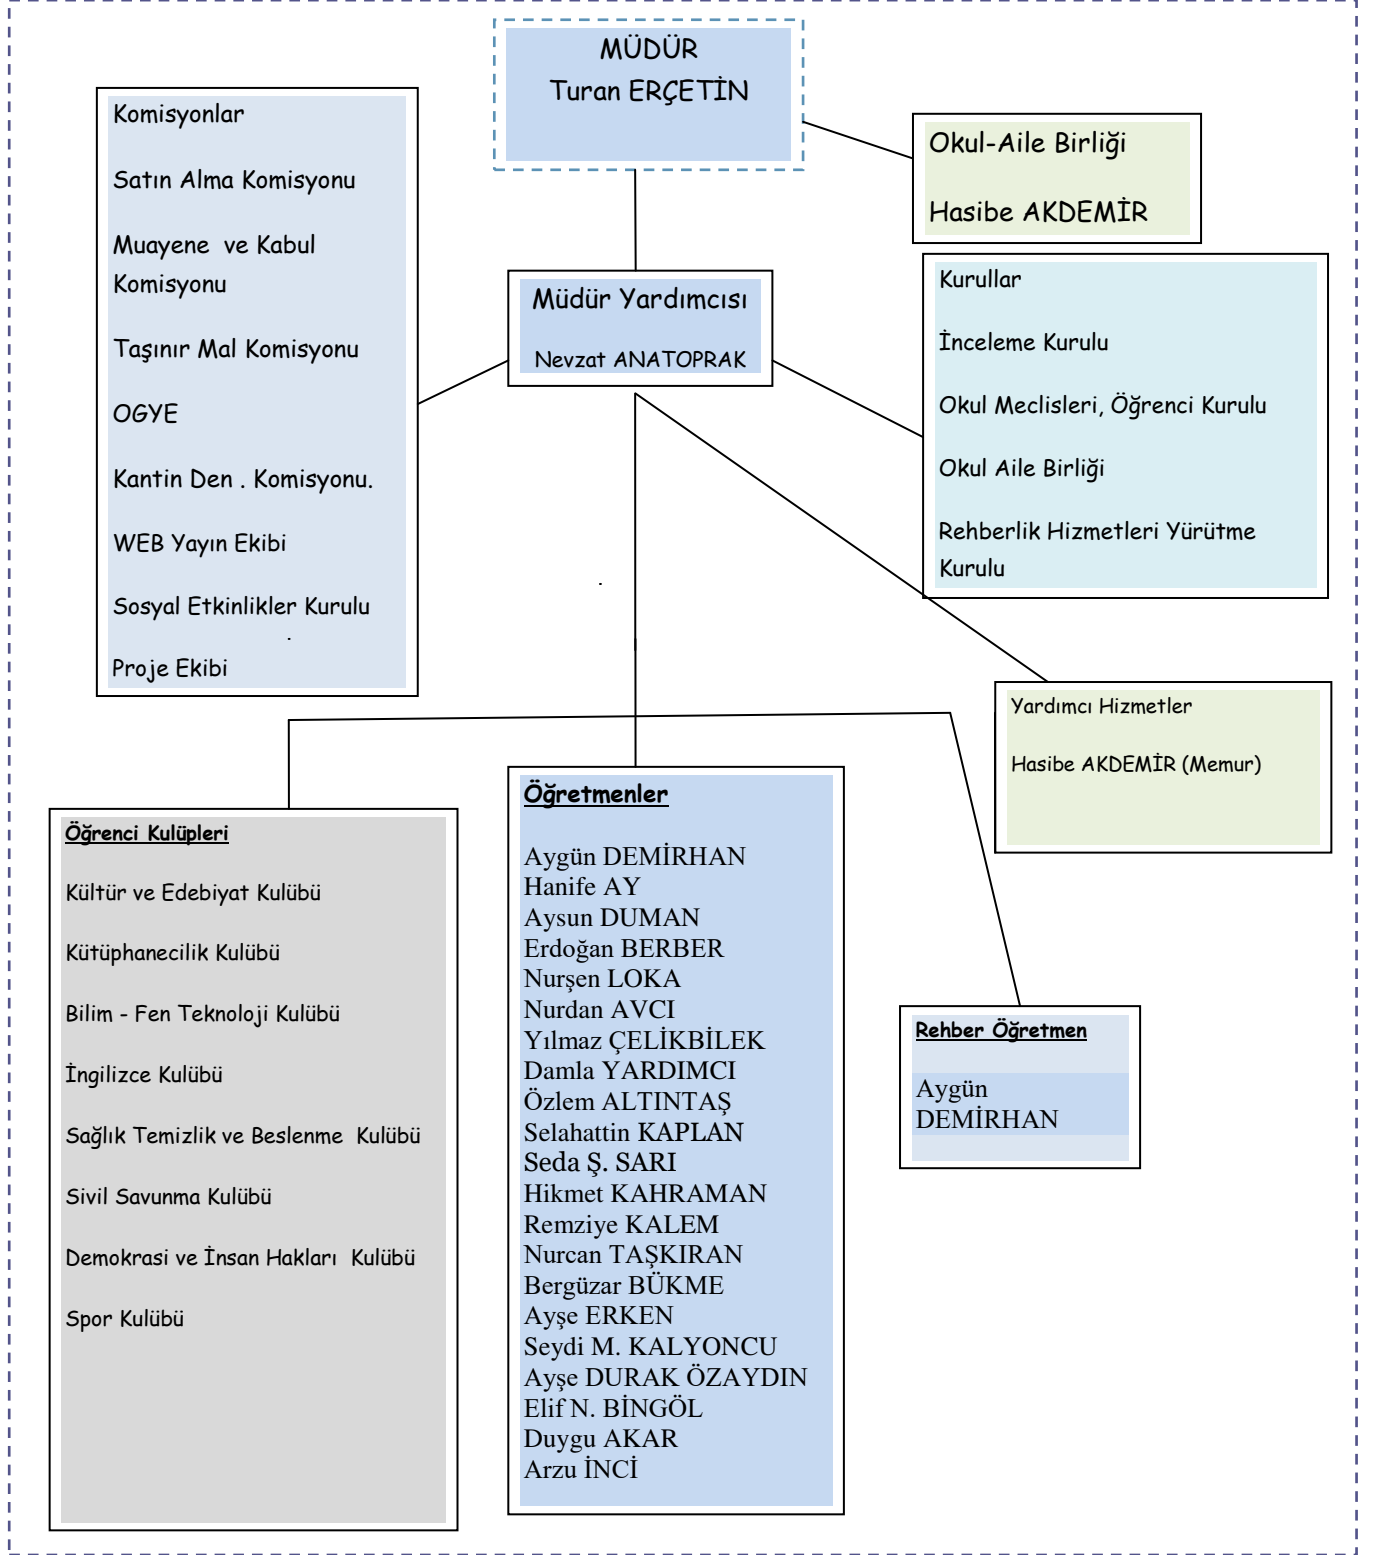 MÜDÜR
Turan ERÇETİN
Komisyonlar
Satın Alma Komisyonu
Muayene  ve Kabul
Komisyonu
Taşınır Mal Komisyonu
OGYE
Kantin Den . Komisyonu.
WEB Yayın Ekibi
Sosyal Etkinlikler Kurulu
Proje Ekibi
Okul-Aile Birliği
Hasibe AKDEMİR
Müdür Yardımcısı
Nevzat ANATOPRAK
Kurullar
İnceleme Kurulu
Okul Meclisleri, Öğrenci Kurulu
Okul Aile Birliği
Rehberlik Hizmetleri Yürütme
Kurulu
Yardımcı Hizmetler
Hasibe AKDEMİR (Memur)
Öğrenci Kulüpleri
Kültür ve Edebiyat Kulübü
Kütüphanecilik Kulübü
Bilim - Fen Teknoloji Kulübü
İngilizce Kulübü
Sağlık Temizlik ve Beslenme  Kulübü
Sivil Savunma Kulübü
Demokrasi ve İnsan Hakları  Kulübü
Spor Kulübü
Öğretmenler
Aygün DEMİRHAN
Hanife AY
Aysun DUMAN
Erdoğan BERBER
Nurşen LOKA
Nurdan AVCI
Yılmaz ÇELİKBİLEK
Damla YARDIMCI
Özlem ALTINTAŞ
Selahattin KAPLAN
Seda Ş. SARI
Hikmet KAHRAMAN
Remziye KALEM
Nurcan TAŞKIRAN
Bergüzar BÜKME
Ayşe ERKEN
Seydi M. KALYONCU
Ayşe DURAK ÖZAYDIN
Elif N. BİNGÖL
Duygu AKAR
Arzu İNCİ
Rehber Öğretmen
Aygün
DEMİRHAN